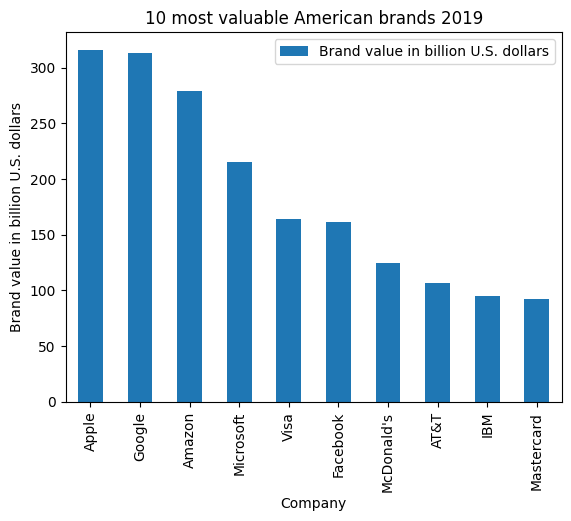 10 most valuable American brands 2019
Brand value in billion U.S. dollars
Brand value in billion U.S. dollars
300
250
200
150
100
50
0
Apple
Google
Amazon
Microsoft
Visa
Facebook
McDonald's
AT&T
IBM
Mastercard
Company